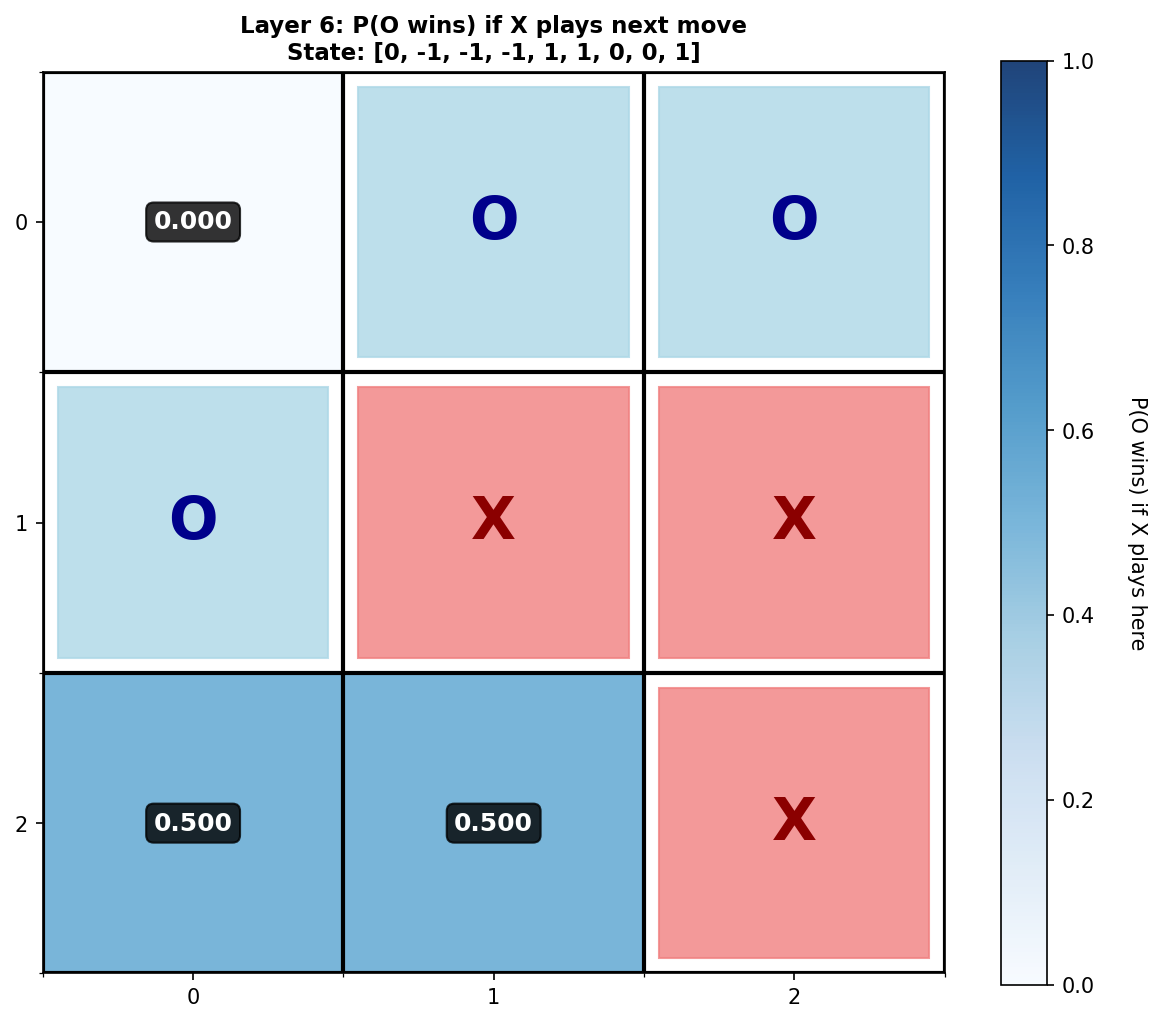 Layer 6: P(O wins) if X plays next move
State: [0, -1, -1, -1, 1, 1, 0, 0, 1]
0
0.000
O
O
1
O
X
X
2
0.500
0.500
X
0
1
2
1.0
0.8
0.6
0.4
0.2
0.0
P(O wins) if X plays here